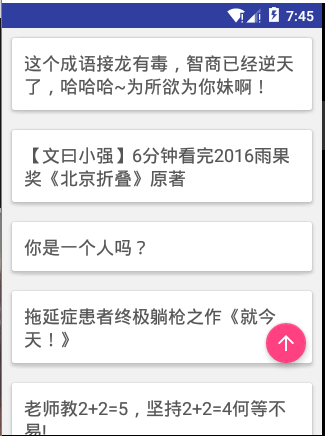 7:45
这个成语接龙有毒，智商已经逆天
了，哈哈哈~为所欲为你妹啊！
【文曰小强】6分钟看完2016雨果
奖《北京折叠》原著
你是一个人吗？
拖延症患者终极躺枪之作《就今
天！》
老师教2+2=5，坚持2+2=4何等不
易!